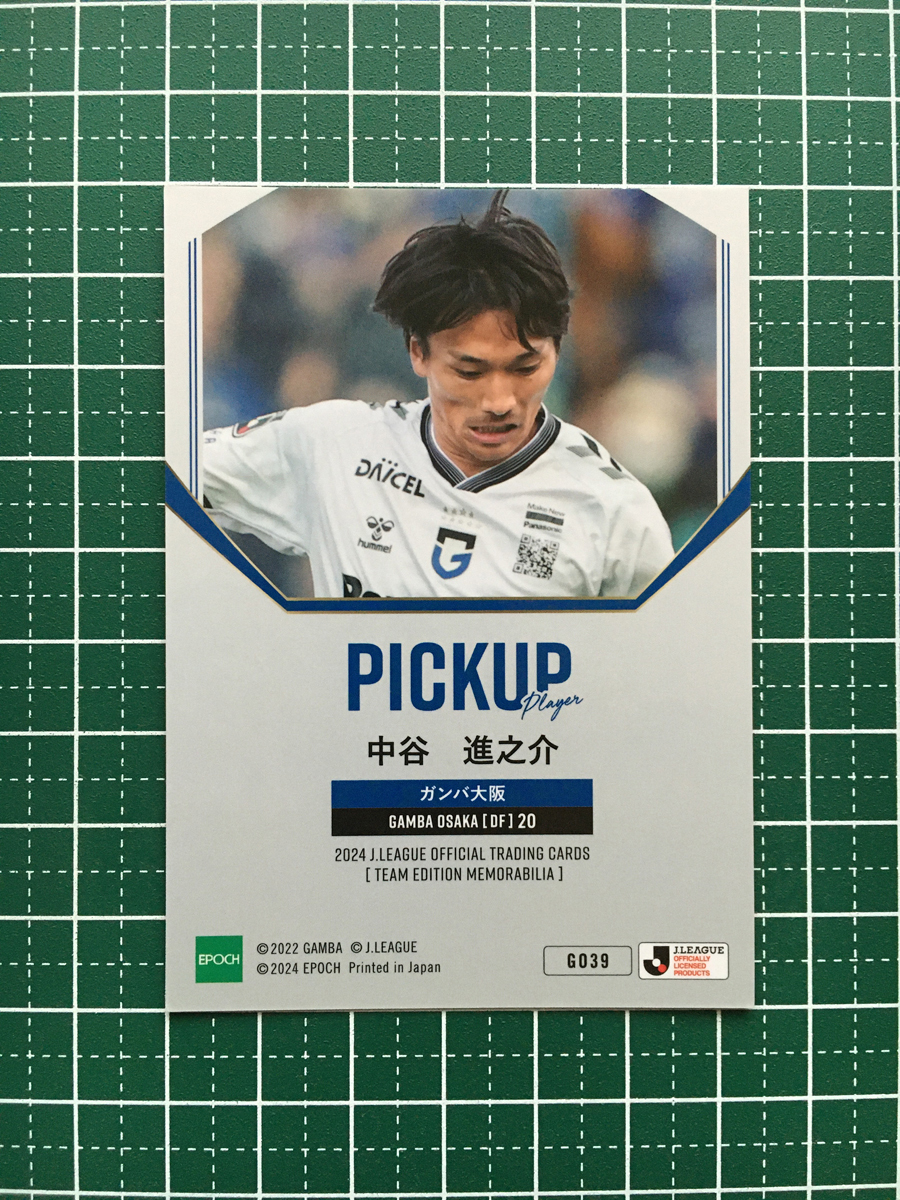 DAICEL
hummel
G
Make New
Panasonic
PICKUP
Player
中谷　進之介
ガンバ大阪
GAMBA OSAKA [ DF ] 20
2024 J.LEAGUE OFFICIAL TRADING CARDS
[ TEAM EDITION MEMORABILIA ]
EPOCH
©2022 GAMBA ©J.LEAGUE
©2024 EPOCH Printed in Japan
G039
J.LEAGUE
OFFICIALLY
LICENSED
PRODUCTS